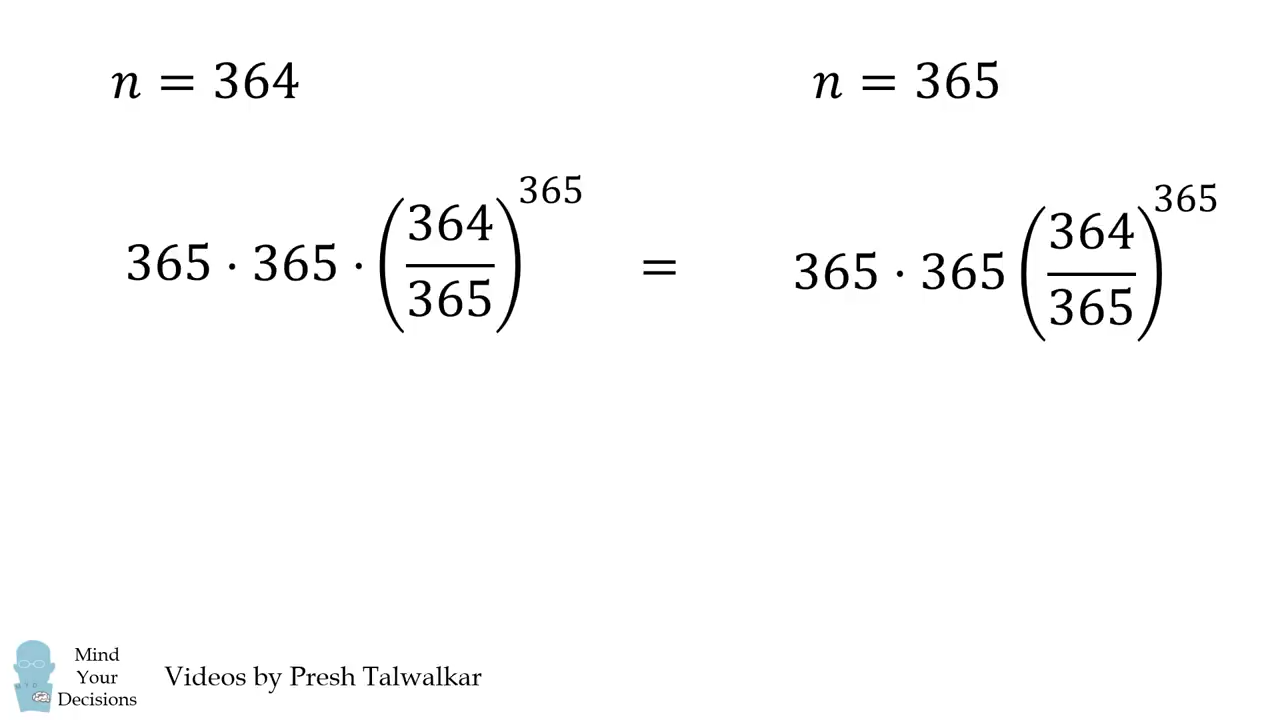 n = 364
n = 365
365 · 365 · (364/365)^365 = 365 · 365 (364/365)^365
Mind
Your
Decisions
Videos by Presh Talwalkar